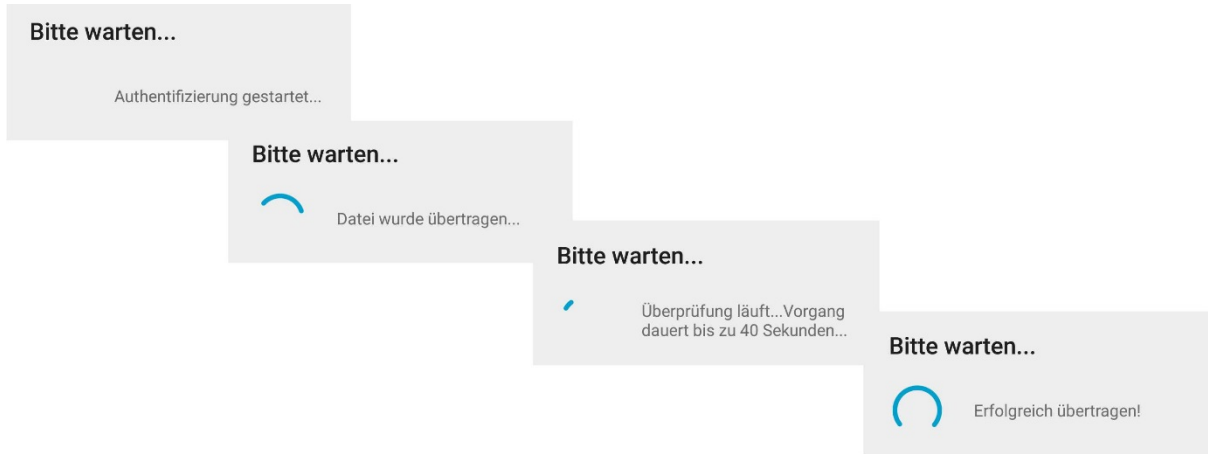 Bitte warten...
Authentifizierung gestartet...
Bitte warten...
Datei wurde übertragen...
Bitte warten...
Überprüfung läuft...Vorgang
dauert bis zu 40 Sekunden...
Bitte warten...
Erfolgreich übertragen!